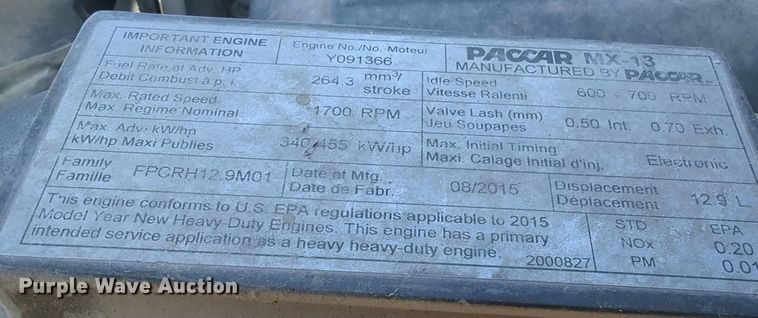 IMPORTANT ENGINE INFORMATION
Engine No./No. Moteur
Y091366
PACCAR MX-13
MANUFACTURED BY PACCAR
Fuel Rate at Adv. HP
Debit Combust à p. i.
264.3 mm³/stroke
Idle Speed
Vitesse Ralenti
600 - 700 RPM
Max. Rated Speed
Max. Regime Nominal
1700 RPM
Valve Lash (mm)
Jeu Soupapes
0.50 Int. 0.70 Exh.
Max. Adv. kW/hp
kW/hp Maxi Publies
340/455 kW/hp
Max. Initial Timing
Maxi. Calage Initial d'inj.
Electronic
Family
Famille
FPCRH12.9M01
Date of Mfg.
Date de Fabr.
08/2015
Displacement
Déplacement
12.9 L
This engine conforms to U.S. EPA regulations applicable to 2015
Model Year New Heavy-Duty Engines. This engine has a primary
intended service application as a heavy heavy-duty engine.
2000827
STD EPA
NOx 0.20
PM 0.01
Purple Wave Auction